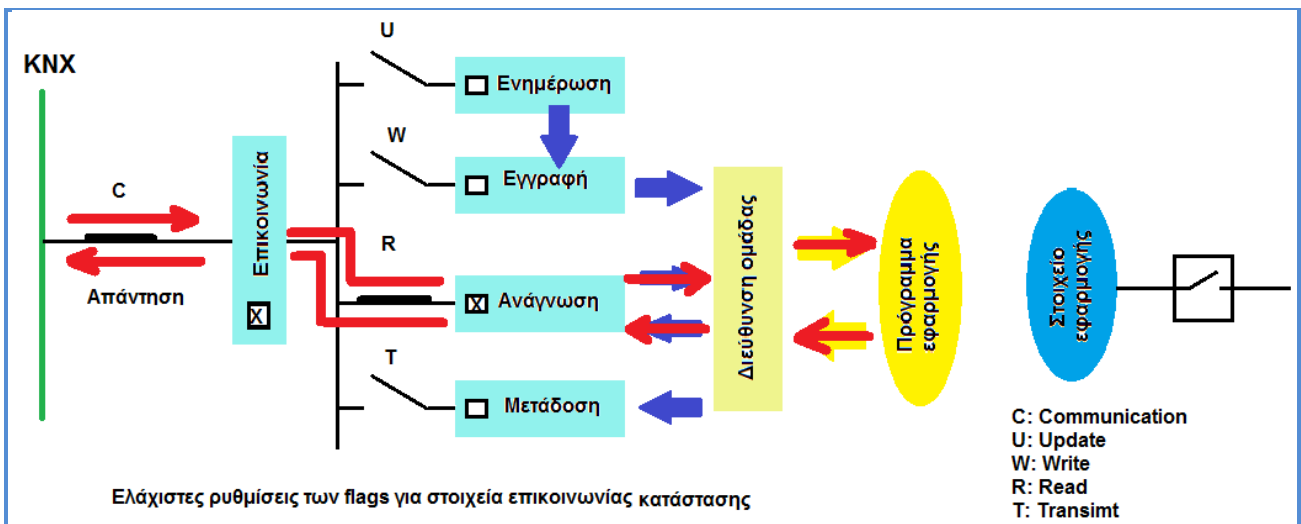 KNX
U
Ενημέρωση
W
Εγγραφή
C
Επικοινωνία
X
Απάντηση
R
X
Ανάγνωση
T
Μετάδοση
Διεύθυνση ομάδας
Πρόγραμμα
εφαρμογής
Στοιχείο
εφαρμογής
C: Communication
U: Update
W: Write
R: Read
T: Transimt
Ελάχιστες ρυθμίσεις των flags για στοιχεία επικοινωνίας κατάστασης